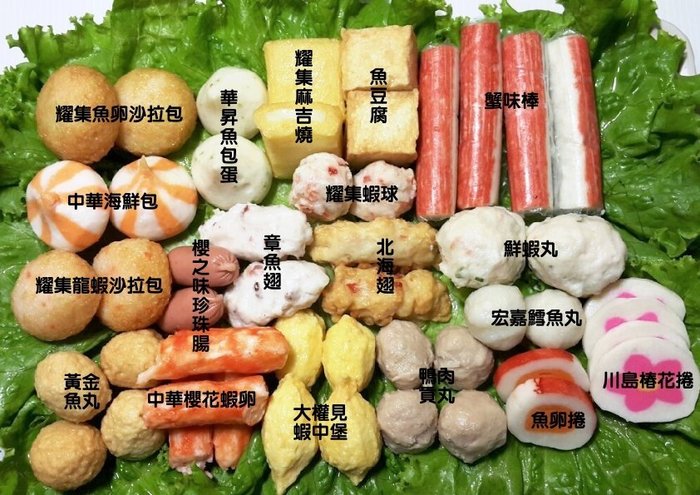 耀集魚卵沙拉包
華昇魚包蛋
耀集麻吉燒
魚豆腐
蟹味棒
中華海鮮包
耀集蝦球
耀集龍蝦沙拉包
櫻之味珍珠腸
章魚翅
北海翅
鮮蝦丸
宏嘉鱈魚丸
黃金
魚丸
中華櫻花蝦卵
大權見
蝦中堡
鴨肉
貢丸
魚卵捲
川島椿花捲